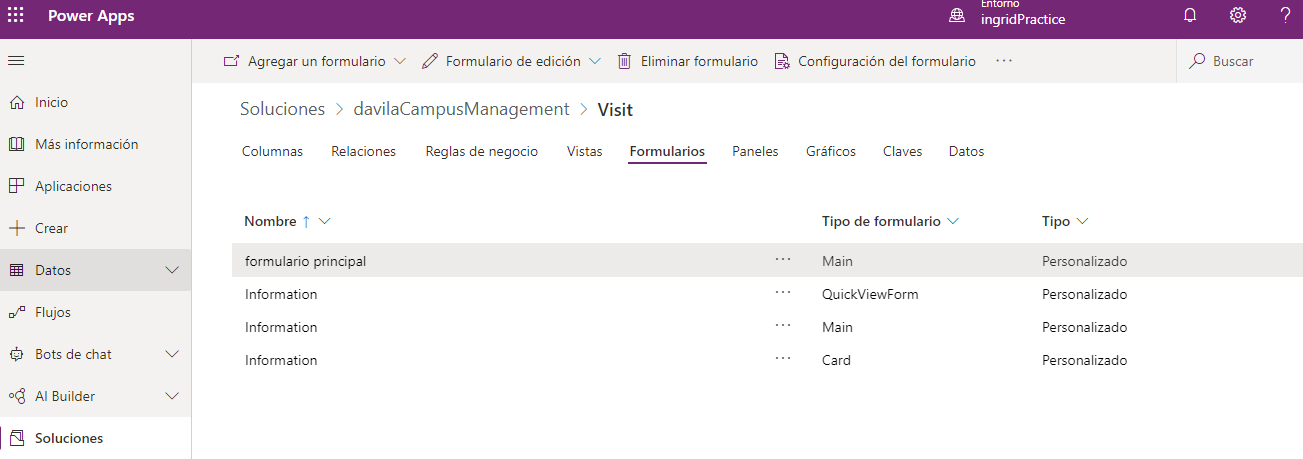 Power Apps
Entorno
ingridPractice
?
Agregar un formulario
Formulario de edición
Eliminar formulario
Configuración del formulario
...
Buscar
Inicio
Más información
Aplicaciones
Crear
Datos
Flujos
Bots de chat
AI Builder
Soluciones
Soluciones > davilaCampusManagement > Visit
Columnas Relaciones Reglas de negocio Vistas Formularios Paneles Gráficos Claves Datos
Nombre ↑ Tipo de formulario Tipo
formulario principal ... Main Personalizado
Information ... QuickViewForm Personalizado
Information ... Main Personalizado
Information ... Card Personalizado